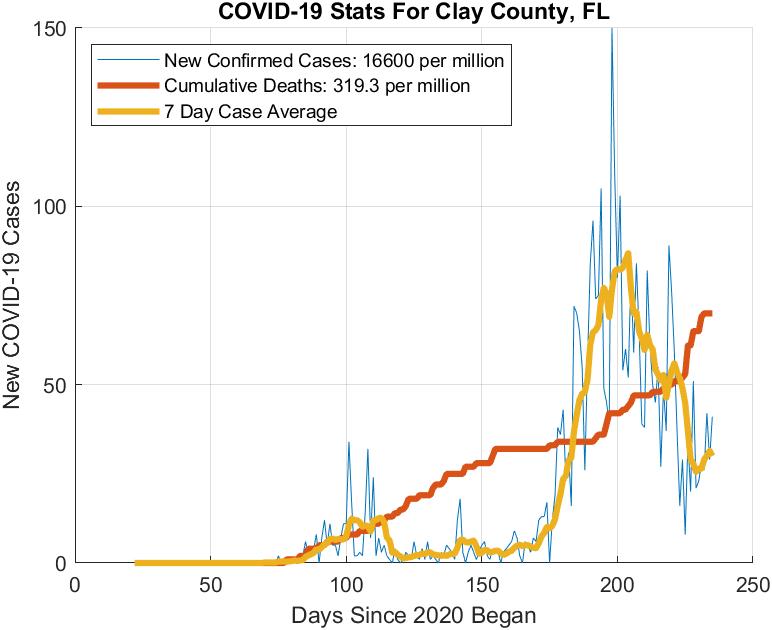 COVID-19 Stats For Clay County, FL
New Confirmed Cases: 16600 per million
Cumulative Deaths: 319.3 per million
7 Day Case Average
New COVID-19 Cases
150
100
50
0
0 50 100 150 200 250
Days Since 2020 Began